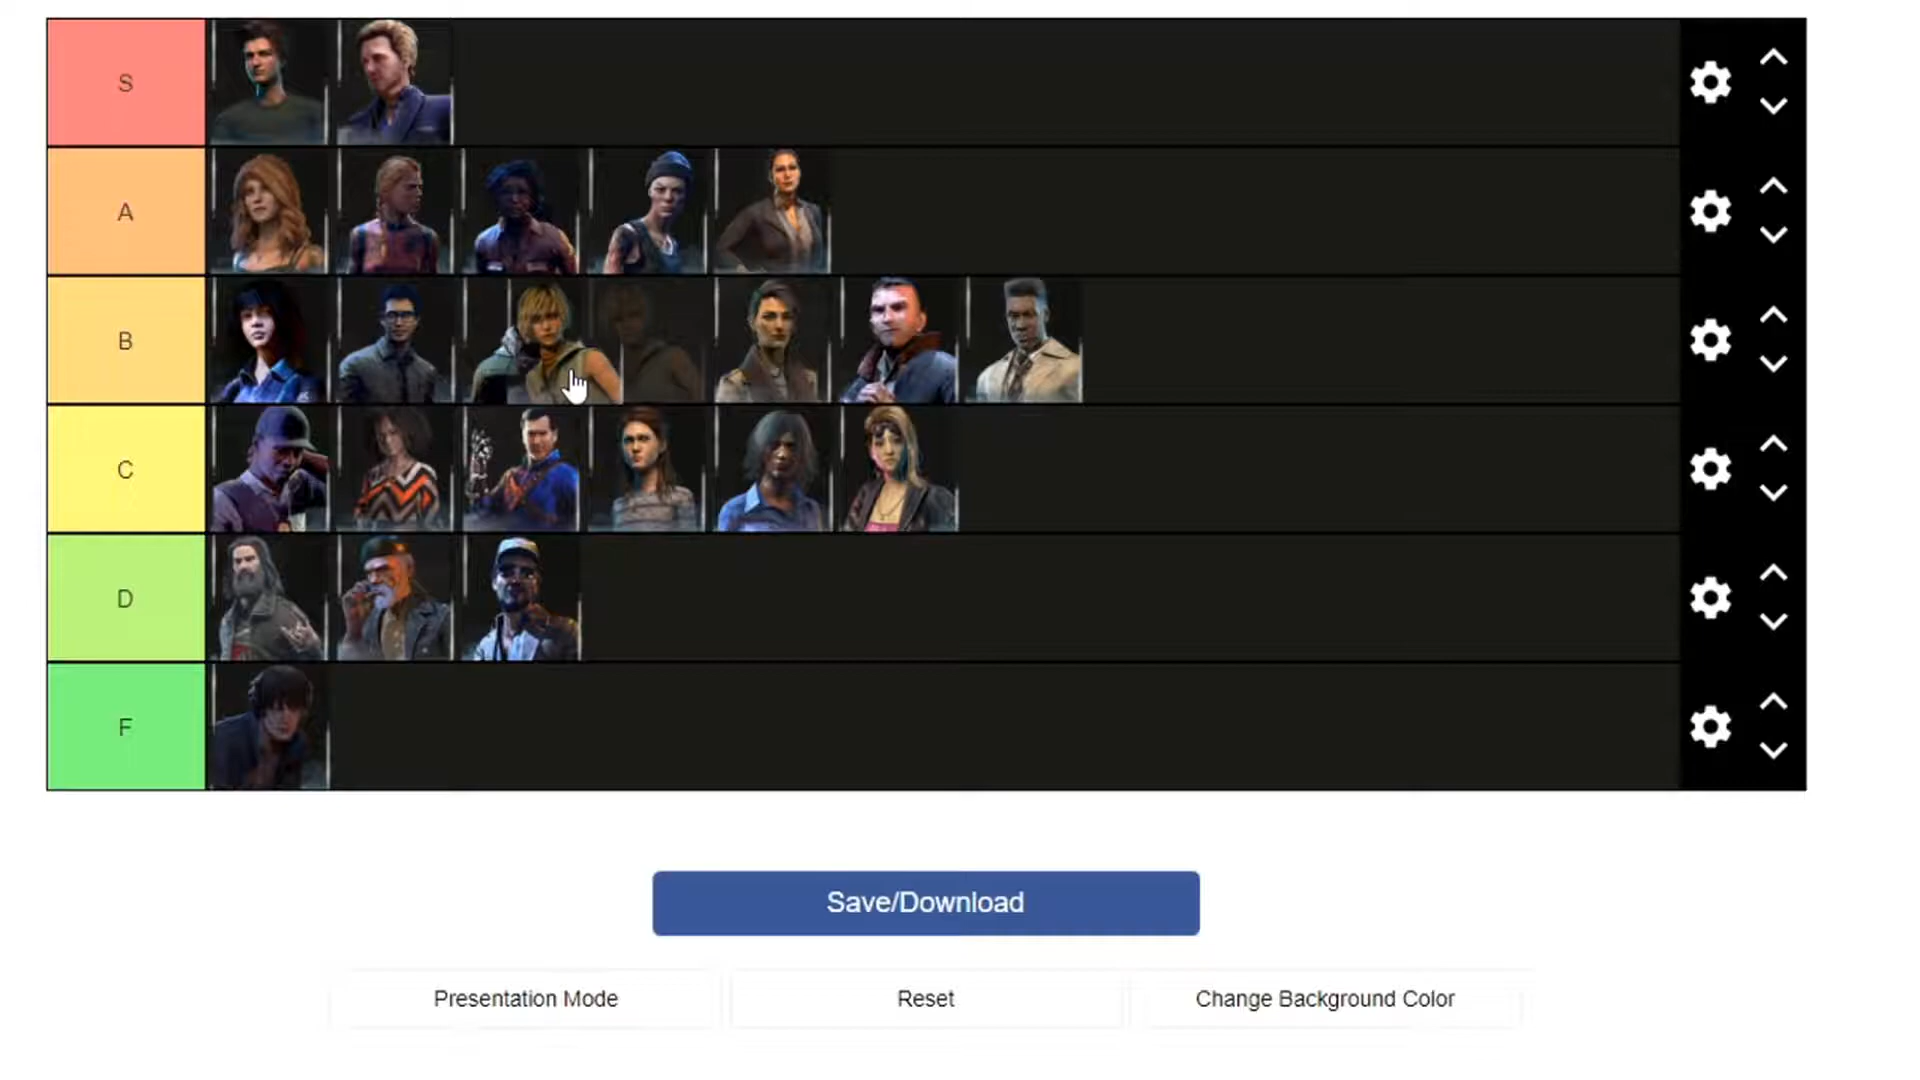 S
A
B
C
D
F
Save/Download
Presentation Mode
Reset
Change Background Color